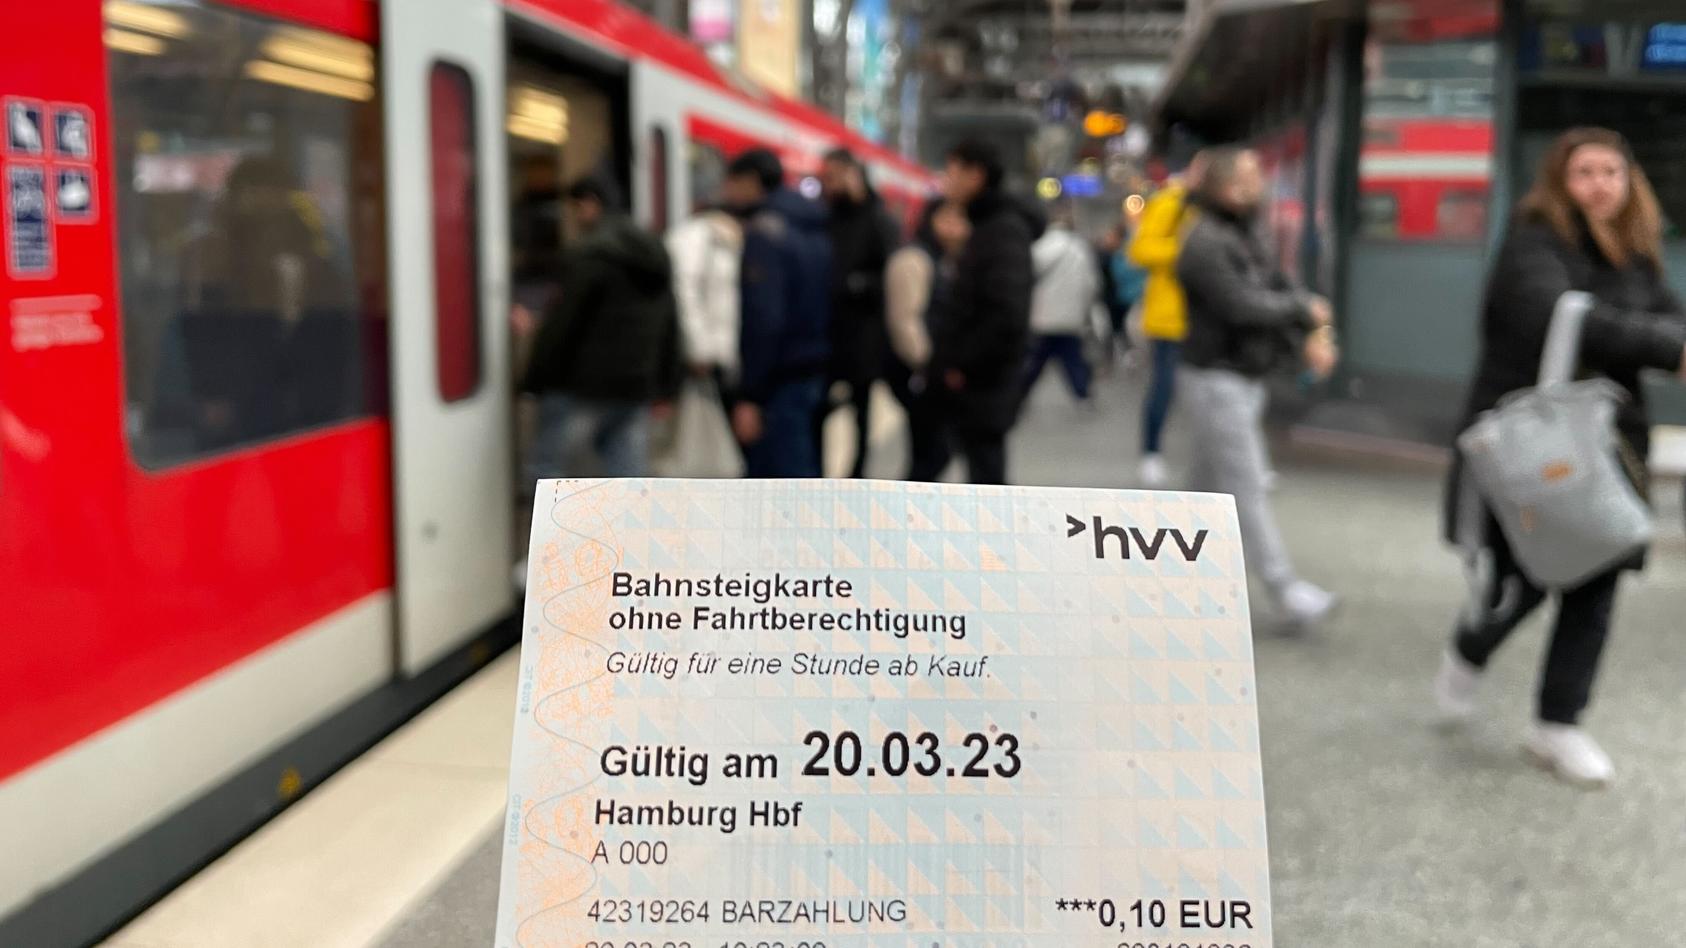 hvv
Bahnsteigkarte
ohne Fahrtberechtigung
Gültig für eine Stunde ab Kauf.
Gültig am 20.03.23
Hamburg Hbf
A 000
42319264 BARZAHLUNG ***0,10 EUR